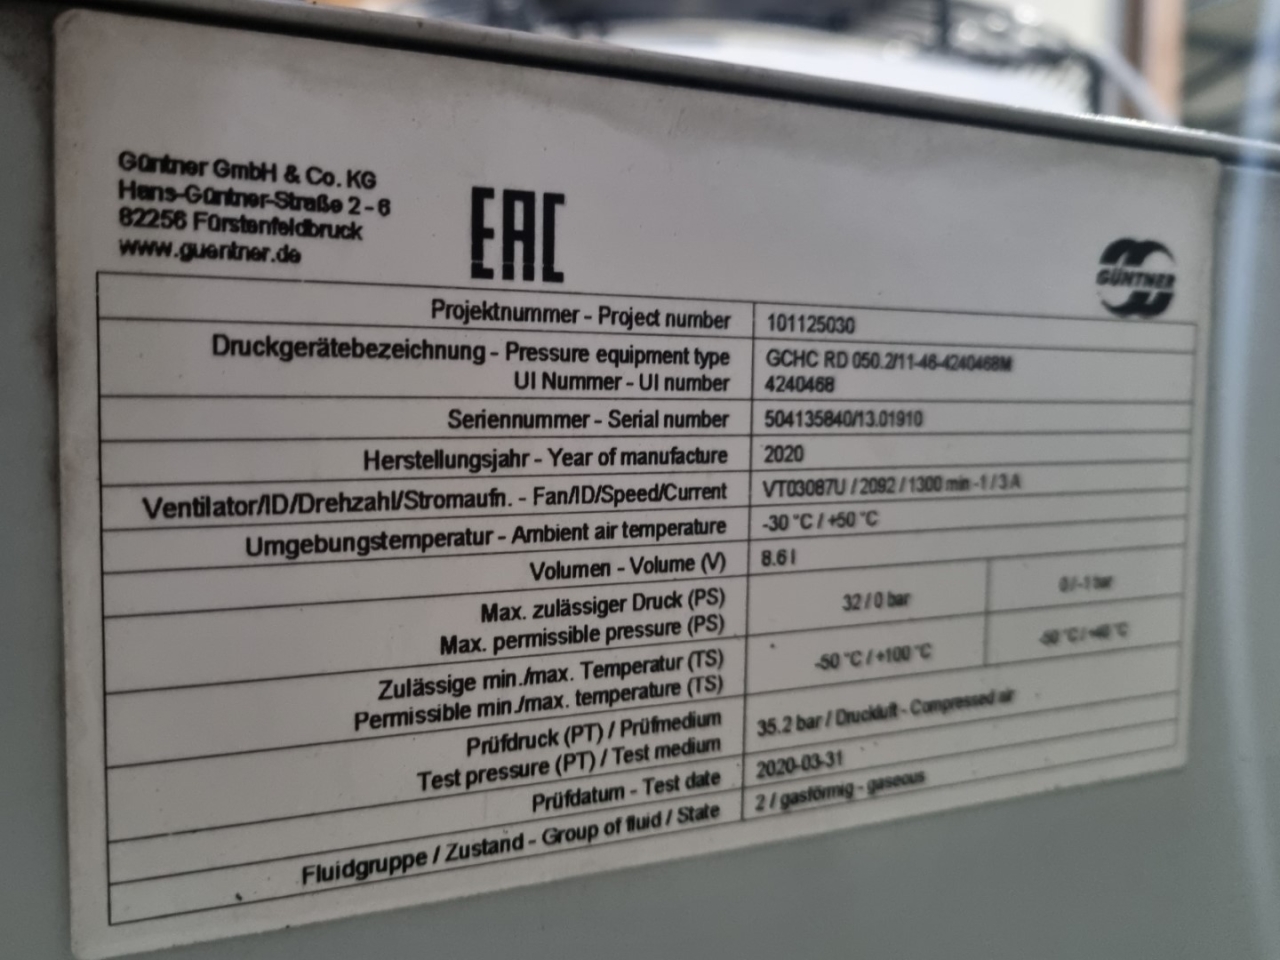 Güntner GmbH & Co. KG
Hans-Güntner-Straße 2 - 6
82256 Fürstenfeldbruck
www.guentner.de
EAC
GÜNTNER
Projektnummer - Project number 101125030
Druckgerätebezeichnung - Pressure equipment type GCHC RD 050.2/11-46-4240468M
UI Nummer - UI number 4240468
Seriennummer - Serial number 504135840/13.01910
Herstellungsjahr - Year of manufacture 2020
Ventilator/ID/Drehzahl/Stromaufn. - Fan/ID/Speed/Current VT03087U / 2092 / 1300 min-1 / 3 A
Umgebungstemperatur - Ambient air temperature -30 °C / +50 °C
Volumen - Volume (V) 8.6 l
Max. zulässiger Druck (PS)
Max. permissible pressure (PS) 32 / 0 bar 0 / -1 bar
Zulässige min./max. Temperatur (TS)
Permissible min./max. temperature (TS) -50 °C / +100 °C
Prüfdruck (PT) / Prüfmedium
Test pressure (PT) / Test medium 35.2 bar / Druckluft - Compressed air
Prüfdatum - Test date 2020-03-31
Fluidgruppe / Zustand - Group of fluid / State 2 / gasförmig - gaseous